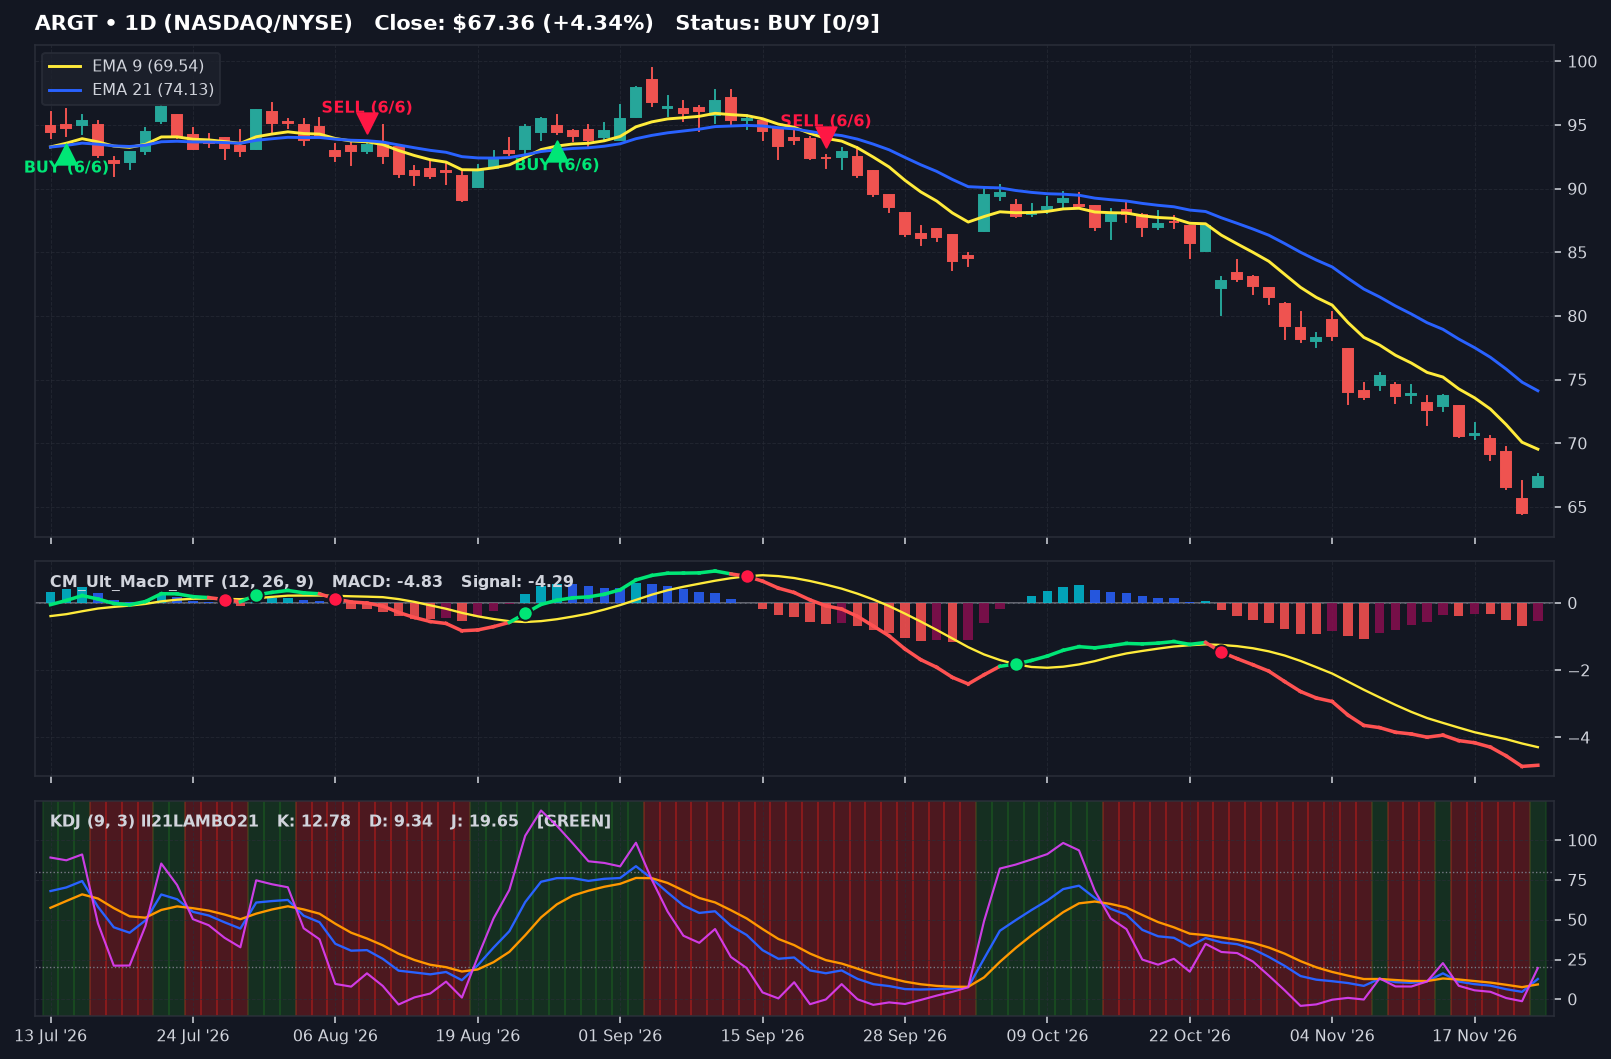 ARGT • 1D (NASDAQ/NYSE)   Close: $67.36 (+4.34%)   Status: BUY [0/9]
EMA 9 (69.54)
EMA 21 (74.13)
BUY (6/6)
SELL (6/6)
BUY (6/6)
SELL (6/6)
100
95
90
85
80
75
70
65
CM_Ult_MacD_MTF (12, 26, 9)   MACD: -4.83   Signal: -4.29
0
−2
−4
KDJ (9, 3) II21LAMBO21   K: 12.78   D: 9.34   J: 19.65   [GREEN]
100
75
50
25
0
13 Jul '26
24 Jul '26
06 Aug '26
19 Aug '26
01 Sep '26
15 Sep '26
28 Sep '26
09 Oct '26
22 Oct '26
04 Nov '26
17 Nov '26